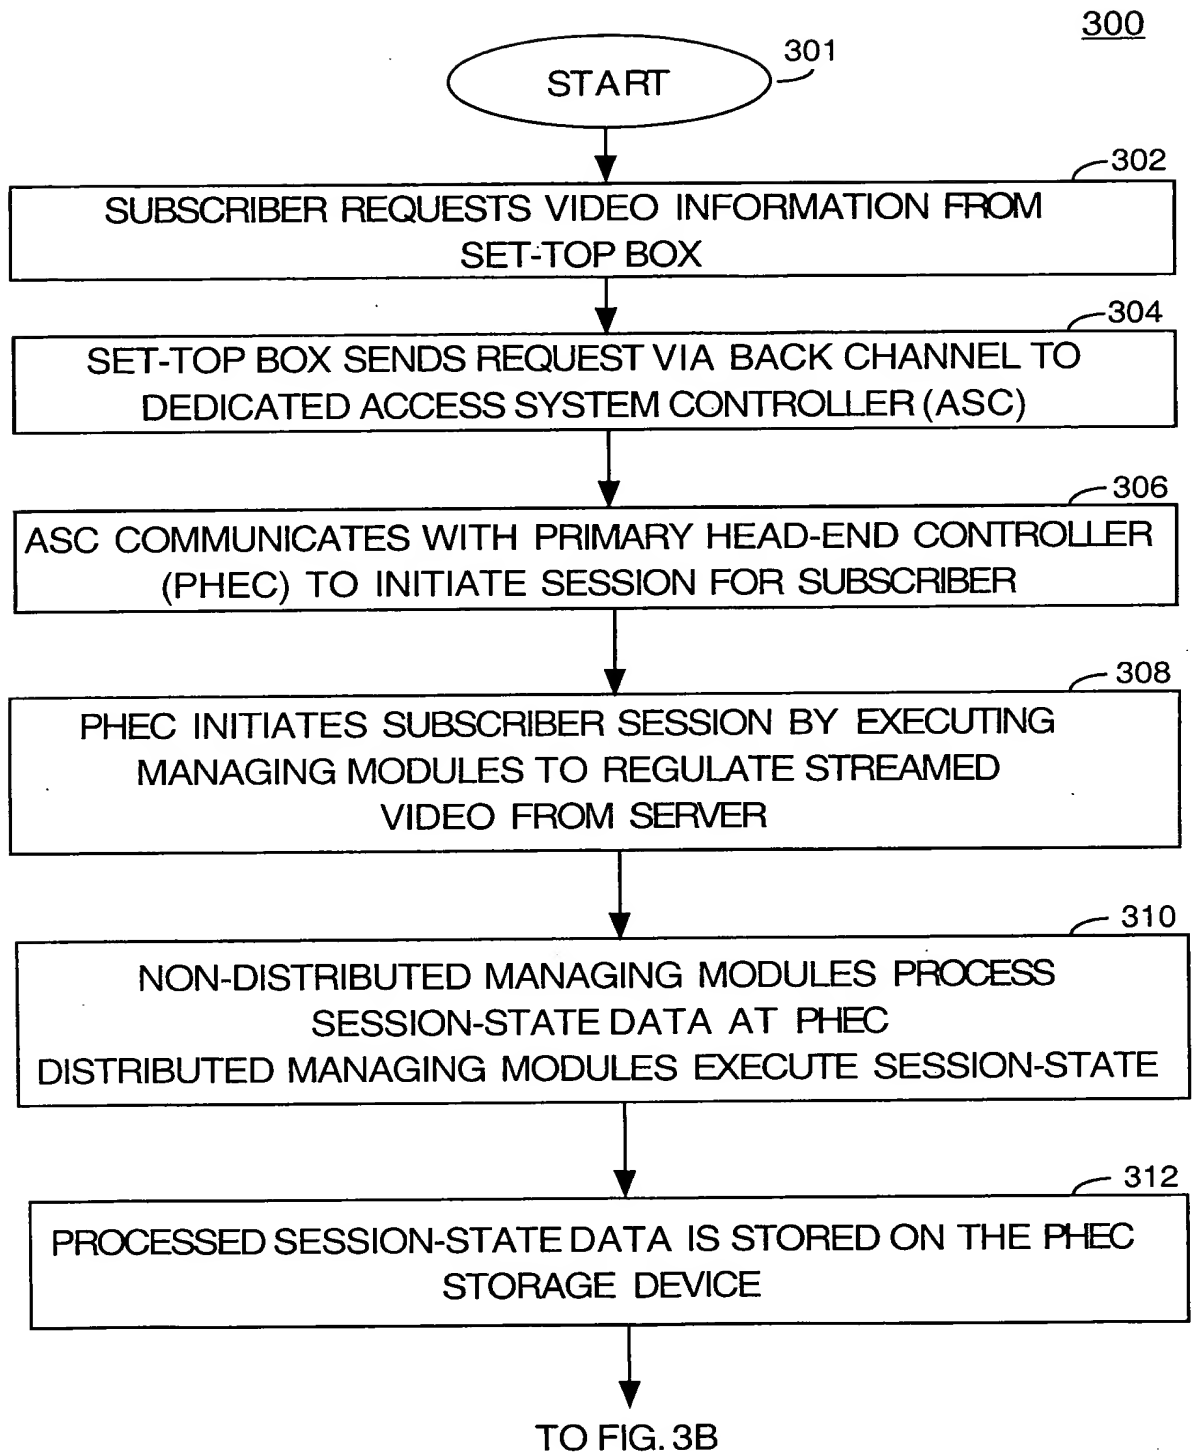 300
START
301
302
SUBSCRIBER REQUESTS VIDEO INFORMATION FROM
SET-TOP BOX
304
SET-TOP BOX SENDS REQUEST VIA BACK CHANNEL TO
DEDICATED ACCESS SYSTEM CONTROLLER (ASC)
306
ASC COMMUNICATES WITH PRIMARY HEAD-END CONTROLLER
(PHEC) TO INITIATE SESSION FOR SUBSCRIBER
308
PHEC INITIATES SUBSCRIBER SESSION BY EXECUTING
MANAGING MODULES TO REGULATE STREAMED
VIDEO FROM SERVER
310
NON-DISTRIBUTED MANAGING MODULES PROCESS
SESSION-STATE DATA AT PHEC
DISTRIBUTED MANAGING MODULES EXECUTE SESSION-STATE
312
PROCESSED SESSION-STATE DATA IS STORED ON THE PHEC
STORAGE DEVICE
TO FIG. 3B